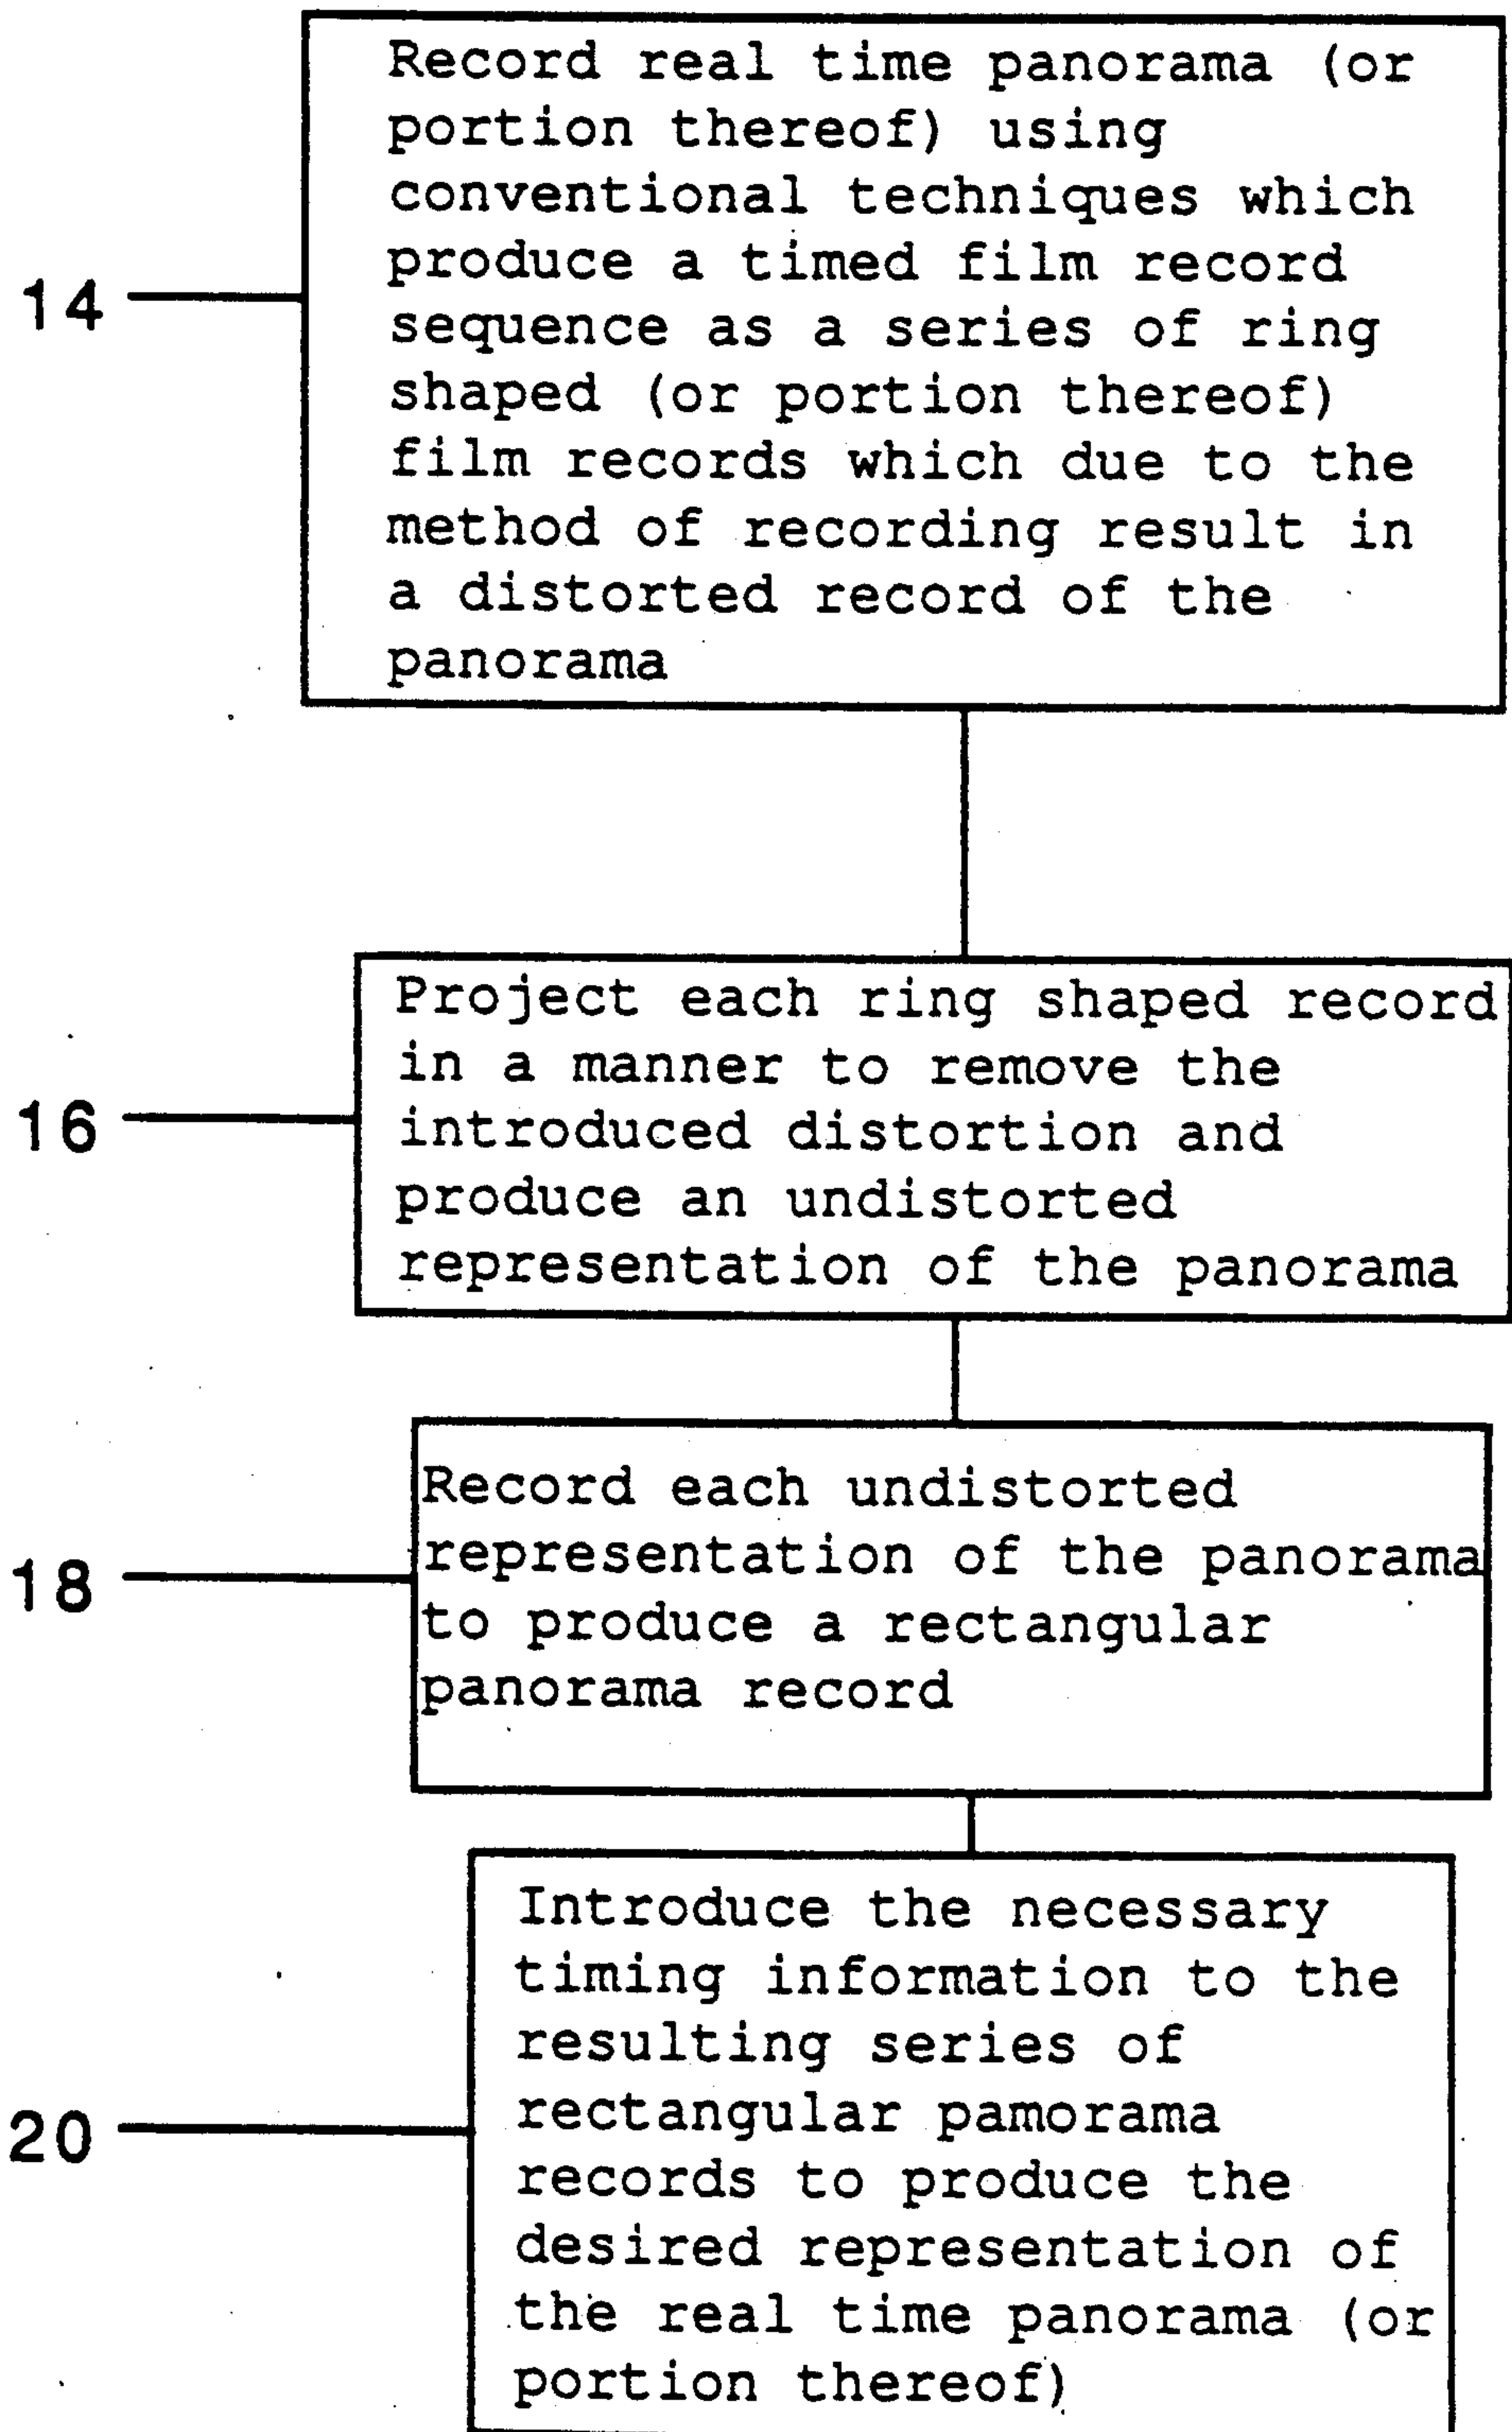 Record real time panorama (or
portion thereof) using
conventional techniques which
produce a timed film record
sequence as a series of ring
shaped (or portion thereof)
film records which due to the
method of recording result in
a distorted record of the
panorama
14
Project each ring shaped record
in a manner to remove the
introduced distortion and
produce an undistorted
representation of the panorama
16
Record each undistorted
representation of the panorama
to produce a rectangular
panorama record
18
Introduce the necessary
timing information to the
resulting series of
rectangular pamorama
records to produce the
desired representation of
the real time panorama (or
portion thereof)
20